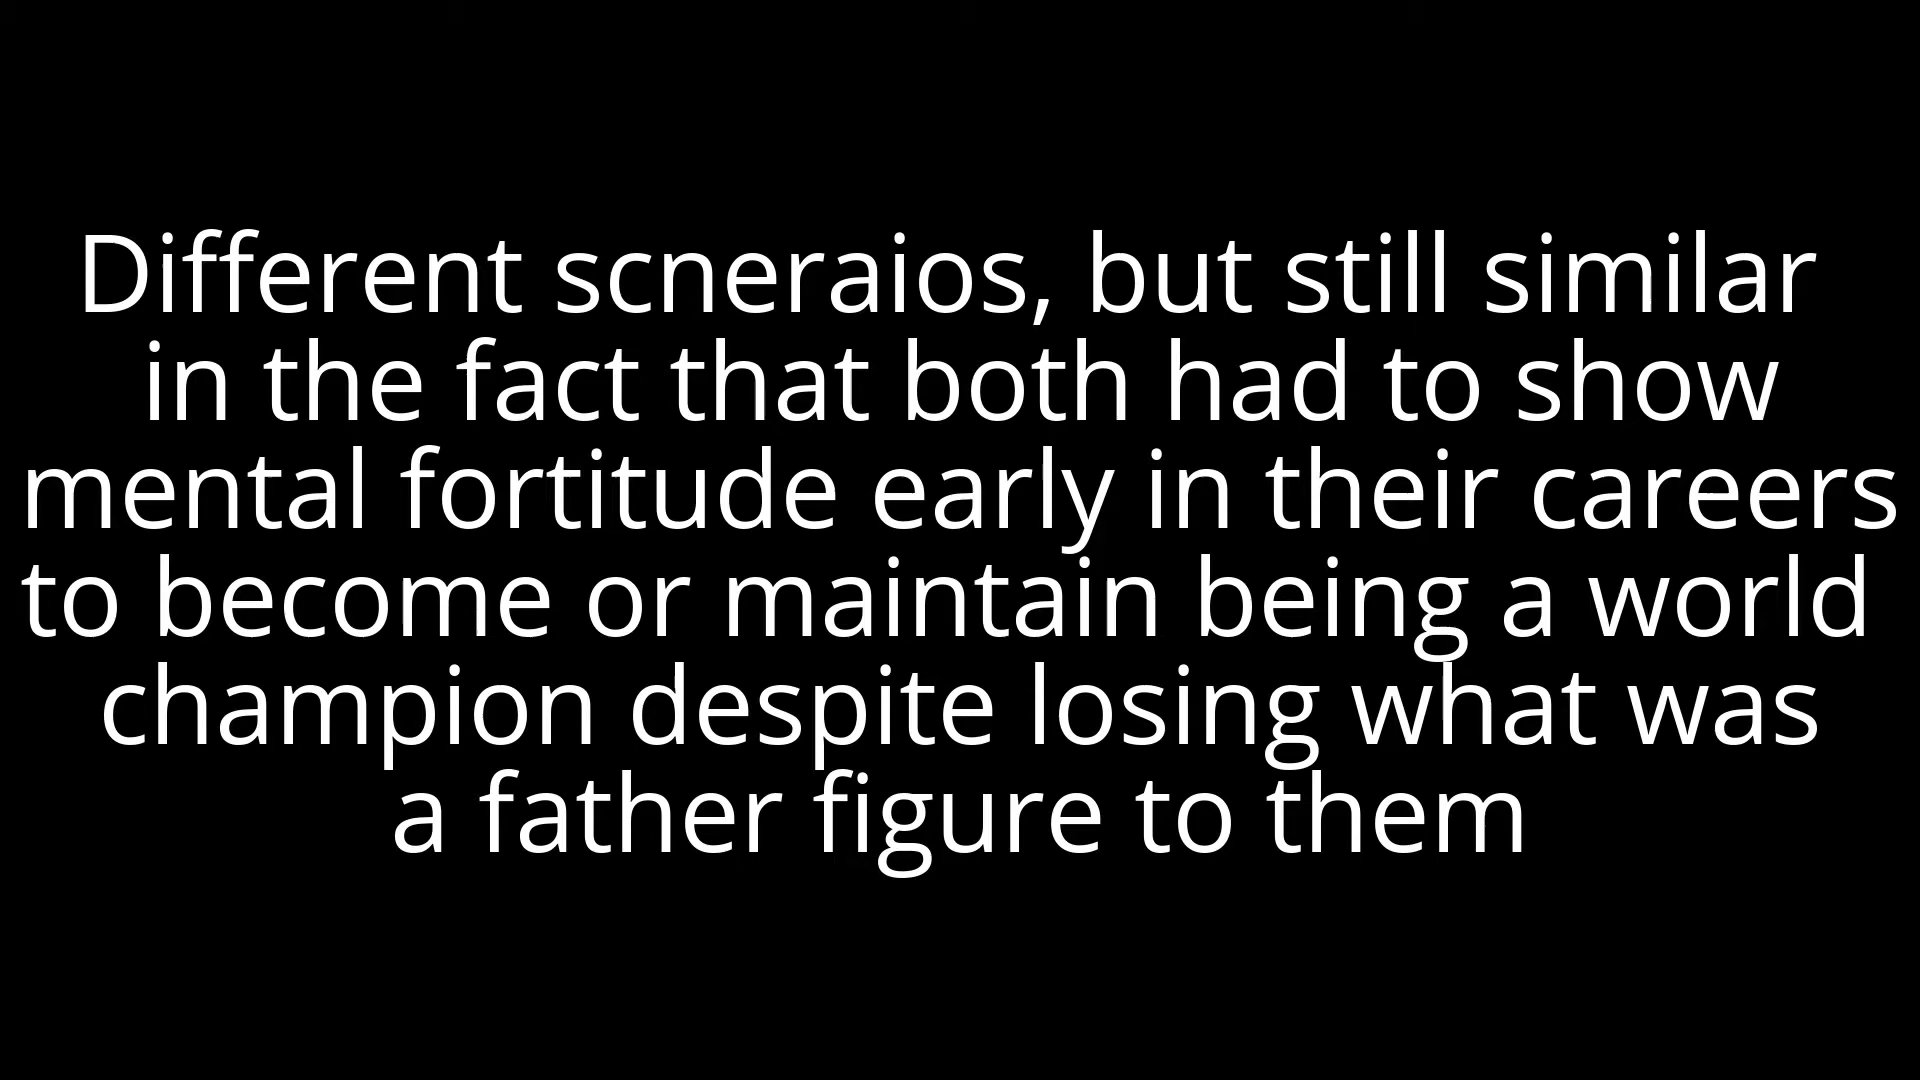 Different scneraios, but still similar
in the fact that both had to show
mental fortitude early in their careers
to become or maintain being a world
champion despite losing what was
a father figure to them